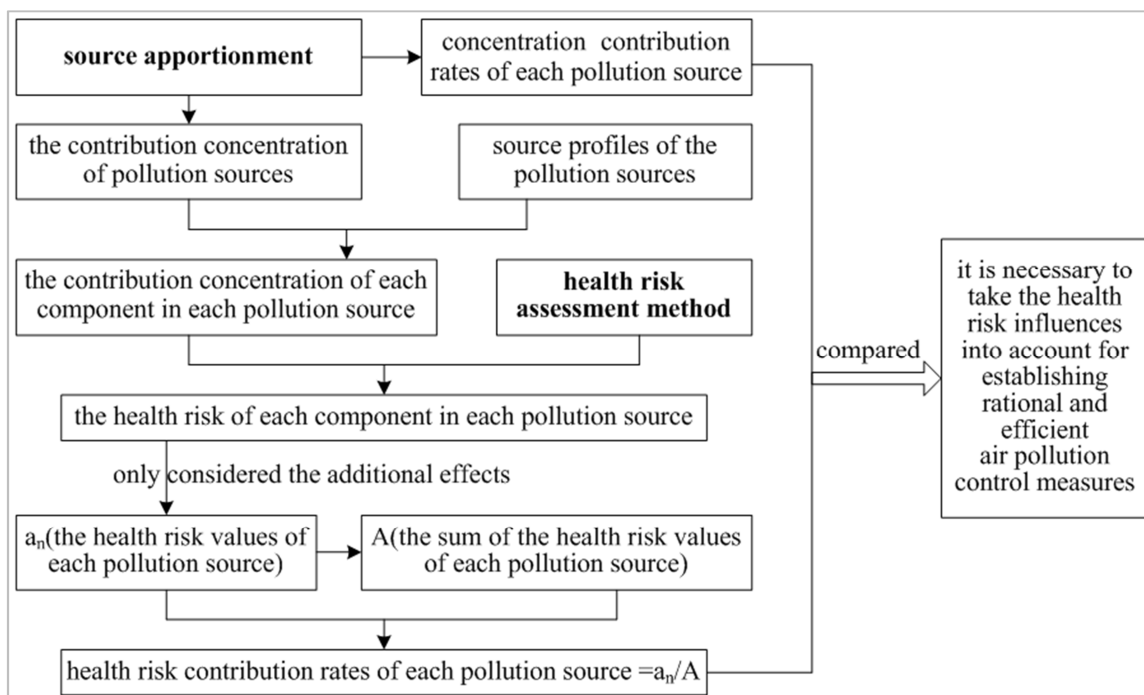 source apportionment
concentration contribution
rates of each pollution source
the contribution concentration
of pollution sources
source profiles of the
pollution sources
the contribution concentration of each
component in each pollution source
health risk
assessment method
the health risk of each component in each pollution source
only considered the additional effects
aₙ(the health risk values of
each pollution source)
A(the sum of the health risk values
of each pollution source)
health risk contribution rates of each pollution source =aₙ/A
compared
it is necessary to
take the health
risk influences
into account for
establishing
rational and
efficient
air pollution
control measures